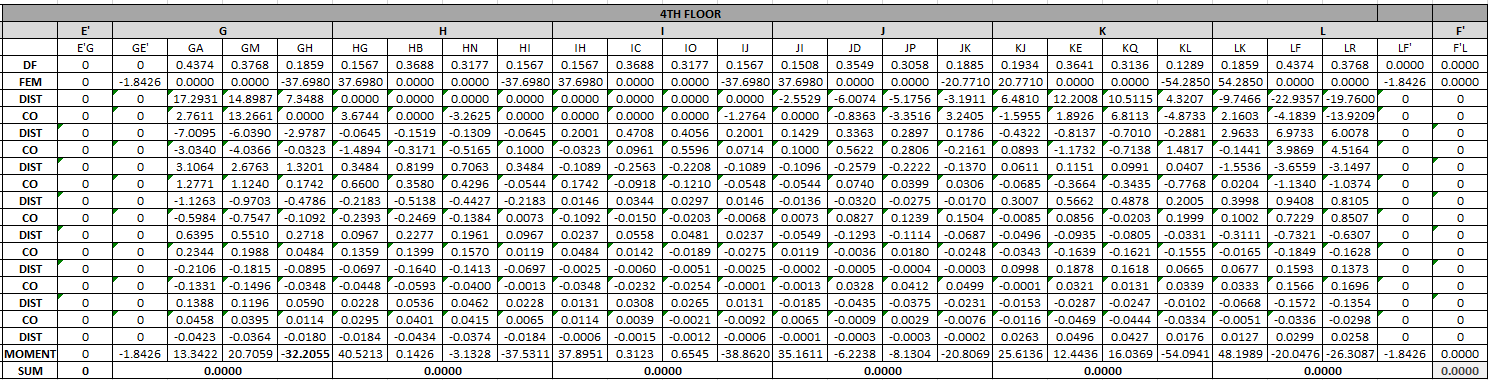 4TH FLOOR
E' G H I J K L F'
E'G GE' GA GM GH HG HB HN HI IH IC IO IJ JI JD JP JK KJ KE KQ KL LK LF LR LF' F'L
DF 0 0 0.4374 0.3768 0.1859 0.1567 0.3688 0.3177 0.1567 0.1567 0.3688 0.3177 0.1567 0.1508 0.3549 0.3058 0.1885 0.1934 0.3641 0.3136 0.1289 0.1859 0.4374 0.3768 0.0000 0.0000
FEM 0 -1.8426 0.0000 0.0000 -37.6980 37.6980 0.0000 0.0000 -37.6980 37.6980 0.0000 0.0000 -37.6980 37.6980 0.0000 0.0000 -20.7710 20.7710 0.0000 0.0000 -54.2850 54.2850 0.0000 0.0000 -1.8426 0.0000
DIST 0 0 17.2931 14.8987 7.3488 0.0000 0.0000 0.0000 0.0000 0.0000 0.0000 0.0000 0.0000 -2.5529 -6.0074 -5.1756 -3.1911 6.4810 12.2008 10.5115 4.3207 -9.7466 -22.9357 -19.7600 0 0
CO 0 0 2.7611 13.2661 0.0000 3.6744 0.0000 -3.2625 0.0000 0.0000 0.0000 0.0000 -1.2764 0.0000 -0.8363 -3.3516 3.2405 -1.5955 1.8926 6.8113 -4.8733 2.1603 -4.1839 -13.9209 0 0
DIST 0 0 -7.0095 -6.0390 -2.9787 -0.0645 -0.1519 -0.1309 -0.0645 0.2001 0.4708 0.4056 0.2001 0.1429 0.3363 0.2897 0.1786 -0.4322 -0.8137 -0.7010 -0.2881 2.9633 6.9733 6.0078 0 0
CO 0 0 -3.0340 -4.0366 -0.0323 -1.4894 -0.3171 -0.5165 0.1000 -0.0323 0.0961 0.5596 0.0714 0.1000 0.5622 0.2806 -0.2161 0.0893 -1.1732 -0.7138 1.4817 -0.1441 3.9869 4.5164 0 0
DIST 0 0 3.1064 2.6763 1.3201 0.3484 0.8199 0.7063 0.3484 -0.1089 -0.2563 -0.2208 -0.1089 -0.1096 -0.2579 -0.2222 -0.1370 0.0611 0.1151 0.0991 0.0407 -1.5536 -3.6559 -3.1497 0 0
CO 0 0 1.2771 1.1240 0.1742 0.6600 0.3580 0.4296 -0.0544 0.1742 -0.0918 -0.1210 -0.0548 -0.0544 0.0740 0.0399 0.0306 -0.0685 -0.3664 -0.3435 -0.7768 0.0204 -1.1340 -1.0374 0 0
DIST 0 0 -1.1263 -0.9703 -0.4786 -0.2183 -0.5138 -0.4427 -0.2183 0.0146 0.0344 0.0297 0.0146 -0.0136 -0.0320 -0.0275 -0.0170 0.3007 0.5662 0.4878 0.2005 0.3998 0.9408 0.8105 0 0
CO 0 0 -0.5984 -0.7547 -0.1092 -0.2393 -0.2469 -0.1384 0.0073 -0.1092 -0.0150 -0.0203 -0.0068 0.0073 0.0827 0.1239 0.1504 -0.0085 0.0856 -0.0203 0.1999 0.1002 0.7229 0.8507 0 0
DIST 0 0 0.6395 0.5510 0.2718 0.0967 0.2277 0.1961 0.0967 0.0237 0.0558 0.0481 0.0237 -0.0549 -0.1293 -0.1114 -0.0687 -0.0496 -0.0935 -0.0805 -0.0331 -0.3111 -0.7321 -0.6307 0 0
CO 0 0 0.2344 0.1988 0.0484 0.1359 0.1399 0.1570 0.0119 0.0484 0.0142 -0.0189 -0.0275 0.0119 -0.0036 0.0180 -0.0248 -0.0343 -0.1639 -0.1621 -0.1555 -0.0165 -0.1849 -0.1628 0 0
DIST 0 0 -0.2106 -0.1815 -0.0895 -0.0697 -0.1640 -0.1413 -0.0697 -0.0025 -0.0060 -0.0051 -0.0025 -0.0002 -0.0005 -0.0004 -0.0003 0.0998 0.1878 0.1618 0.0665 0.0677 0.1593 0.1373 0 0
CO 0 0 -0.1331 -0.1496 -0.0348 -0.0448 -0.0593 -0.0400 -0.0013 -0.0348 -0.0232 -0.0254 -0.0001 -0.0013 0.0328 0.0412 0.0499 -0.0001 0.0321 0.0131 0.0339 0.0333 0.1566 0.1696 0 0
DIST 0 0 0.1388 0.1196 0.0590 0.0228 0.0536 0.0462 0.0228 0.0131 0.0308 0.0265 0.0131 -0.0185 -0.0435 -0.0375 -0.0231 -0.0153 -0.0287 -0.0247 -0.0102 -0.0668 -0.1572 -0.1354 0 0
CO 0 0 0.0458 0.0395 0.0114 0.0295 0.0401 0.0415 0.0065 0.0114 0.0039 -0.0021 -0.0092 0.0065 -0.0009 0.0029 -0.0076 -0.0116 -0.0469 -0.0444 -0.0334 -0.0051 -0.0336 -0.0298 0 0
DIST 0 0 -0.0423 -0.0364 -0.0180 -0.0184 -0.0434 -0.0374 -0.0184 -0.0006 -0.0015 -0.0012 -0.0006 -0.0001 -0.0003 -0.0003 -0.0002 0.0263 0.0496 0.0427 0.0176 0.0127 0.0299 0.0258 0 0
MOMENT 0 -1.8426 13.3422 20.7059 -32.2055 40.5213 0.1426 -3.1328 -37.5311 37.8951 0.3123 0.6545 -38.8620 35.1611 -6.2238 -8.1304 -20.8069 25.6136 12.4436 16.0369 -54.0941 48.1989 -20.0476 -26.3087 -1.8426 0.0000
SUM 0 0.0000 0.0000 0.0000 0.0000 0.0000 0.0000 0.0000